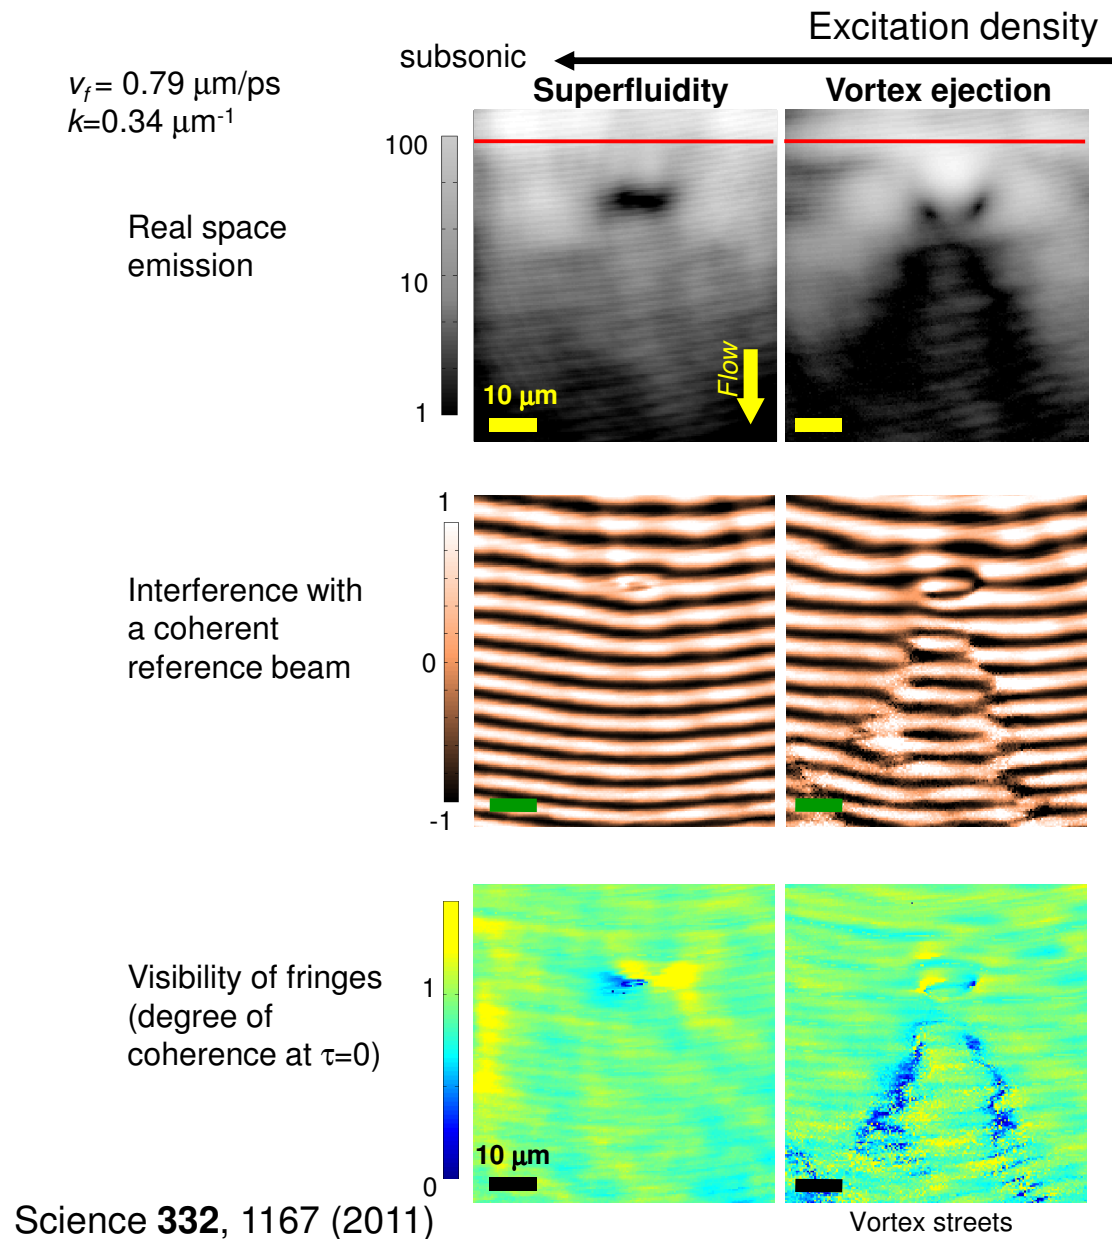 Excitation density
subsonic
v_f = 0.79 μm/ps
k=0.34 μm⁻¹
Superfluidity
Vortex ejection
100
10
1
Real space
emission
Flow
10 μm
1
0
-1
Interference with
a coherent
reference beam
1
0
Visibility of fringes
(degree of
coherence at τ=0)
10 μm
Science 332, 1167 (2011)
Vortex streets